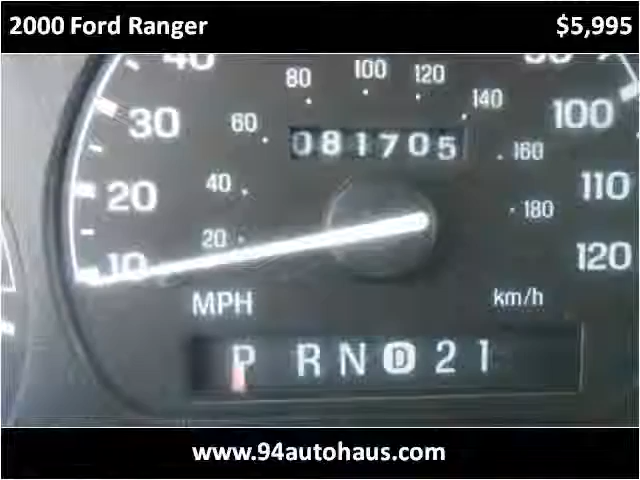 2000 Ford Ranger $5,995
40 80 100 120 90
30 60 140 100
081705
160
20 40 110
180
20
10 120
MPH km/h
P R N D 2 1
www.94autohaus.com